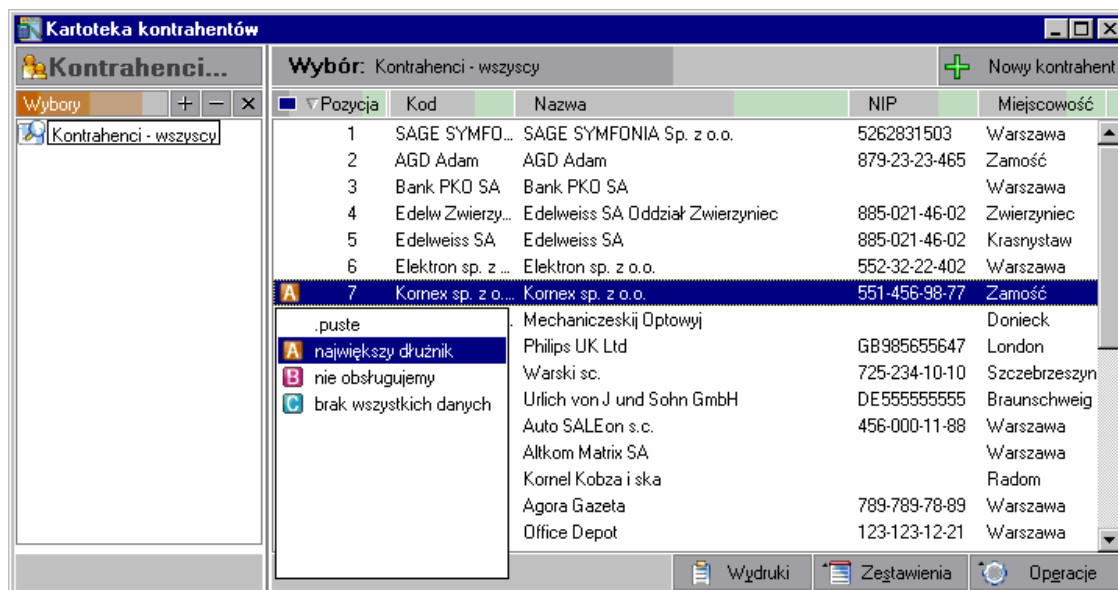 Kartoteka kontrahentów
Kontrahenci...
Wybór: Kontrahenci - wszyscy
Nowy kontrahent
Wybory
Pozycja Kod Nazwa NIP Miejscowość
Kontrahenci - wszyscy
1 SAGE SYMFO... SAGE SYMFONIA Sp. z o.o. 5262831503 Warszawa
2 AGD Adam AGD Adam 879-23-23-465 Zamość
3 Bank PKO SA Bank PKO SA Warszawa
4 Edelw Zwierzy... Edelweiss SA Oddział Zwierzyniec 885-021-46-02 Zwierzyniec
5 Edelweiss SA Edelweiss SA 885-021-46-02 Krasnystaw
6 Elektron sp. z ... Elektron sp. z o.o. 552-32-22-402 Warszawa
A 7 Kornex sp. z o.... Kornex sp. z o.o. 551-456-98-77 Zamość
.puste
A największy dłużnik
B nie obsługujemy
C brak wszystkich danych
Mechaniczeskij Optowyj Donieck
Philips UK Ltd GB985655647 London
Warski sc. 725-234-10-10 Szczebrzeszyn
Urlich von J und Sohn GmbH DE555555555 Braunschweig
Auto SALEon s.c. 456-000-11-88 Warszawa
Altkom Matrix SA Warszawa
Kornel Kobza i ska Radom
Agora Gazeta 789-789-78-89 Warszawa
Office Depot 123-123-12-21 Warszawa
Wydruki
Zestawienia
Operacje